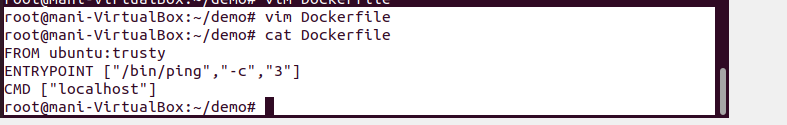 root@mani-VirtualBox:~/demo# vim Dockerfile
root@mani-VirtualBox:~/demo# vim Dockerfile
root@mani-VirtualBox:~/demo# cat Dockerfile
FROM ubuntu:trusty
ENTRYPOINT ["/bin/ping","-c","3"]
CMD ["localhost"]
root@mani-VirtualBox:~/demo#